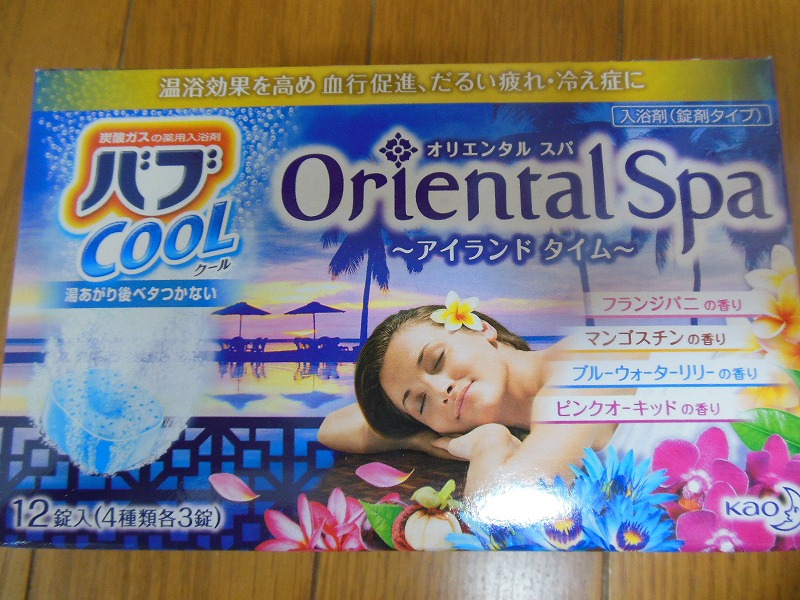 温浴効果を高め 血行促進、だるい疲れ・冷え症に
入浴剤(錠剤タイプ)
炭酸ガスの薬用入浴剤
バブ
COOL
クール
湯あがり後ベタつかない
オリエンタル スパ
Oriental Spa
～アイランド タイム～
フランジパニの香り
マンゴスチンの香り
ブルーウォーターリリーの香り
ピンクオーキッドの香り
12錠入(4種類各3錠)
Kao